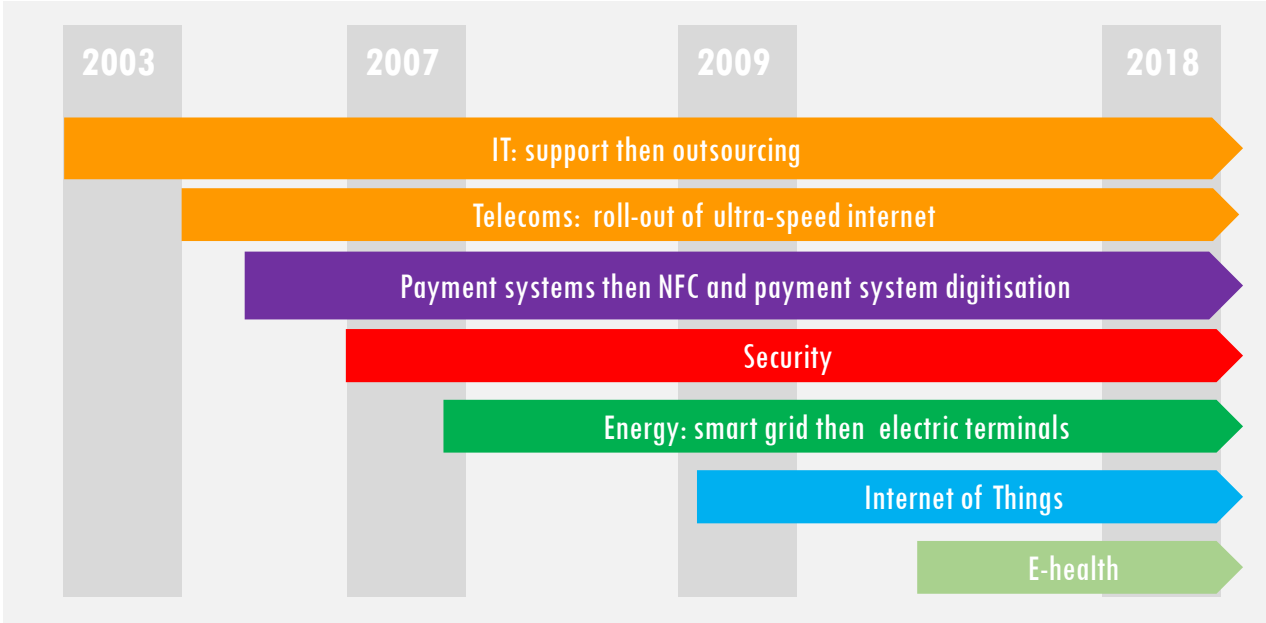 2003 2007 2009 2018
IT: support then outsourcing
Telecoms: roll-out of ultra-speed internet
Payment systems then NFC and payment system digitisation
Security
Energy: smart grid then electric terminals
Internet of Things
E-health